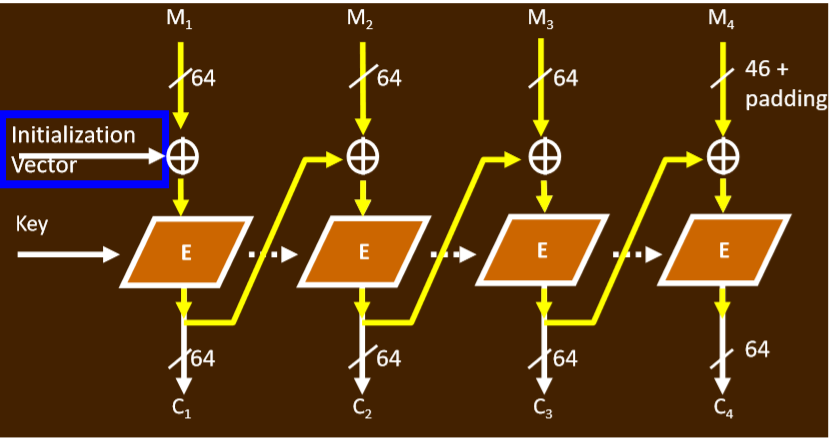 M₁ M₂ M₃ M₄
64 64 64 46 +
padding
Initialization
Vector
Key
E E E E
64 64 64 64
C₁ C₂ C₃ C₄